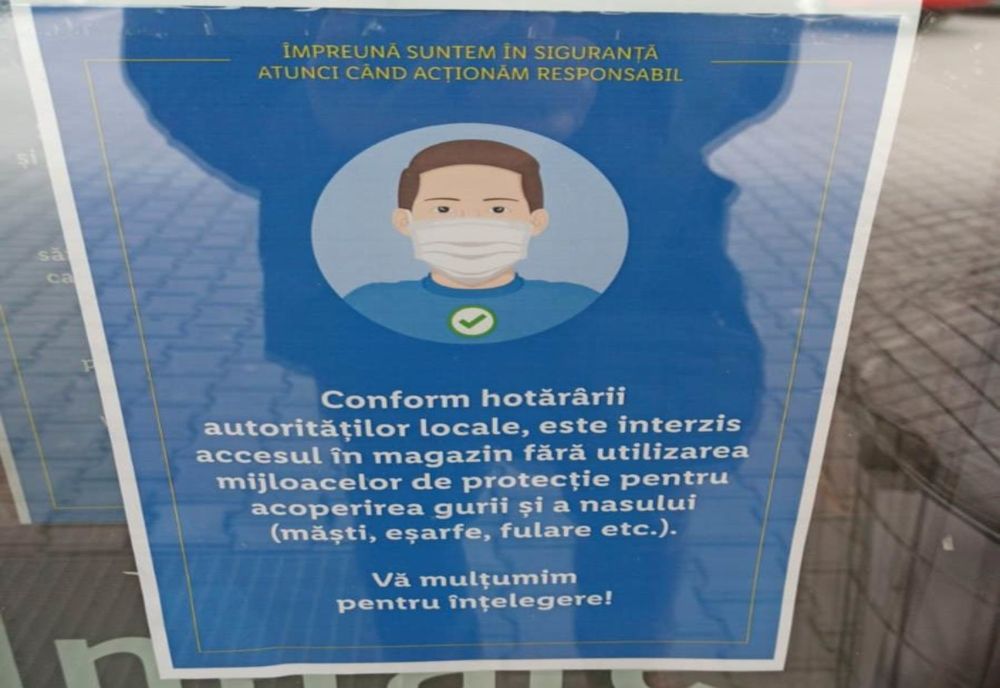 ÎMPREUNĂ SUNTEM ÎN SIGURANȚĂ
ATUNCI CÂND ACȚIONĂM RESPONSABIL
Conform hotărârii
autorităților locale, este interzis
accesul în magazin fără utilizarea
mijloacelor de protecție pentru
acoperirea gurii și a nasului
(măști, eșarfe, fulare etc.).
Vă mulțumim
pentru înțelegere!